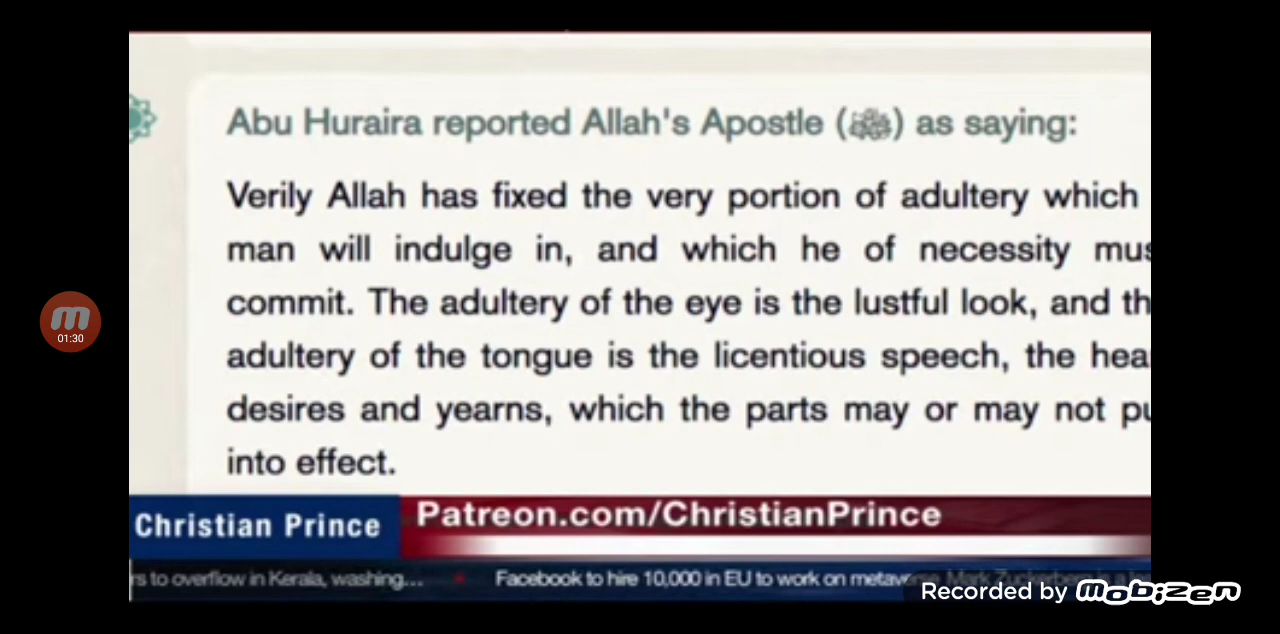 Abu Huraira reported Allah's Apostle (ﷺ) as saying:
Verily Allah has fixed the very portion of adultery which
man will indulge in, and which he of necessity mus
commit. The adultery of the eye is the lustful look, and th
adultery of the tongue is the licentious speech, the hea
desires and yearns, which the parts may or may not pu
into effect.
01:30
Christian Prince
Patreon.com/ChristianPrince
rs to overflow in Kerala, washing... Facebook to hire 10,000 in EU to work on metaverse Mark Zuckerberg
Recorded by mobizen